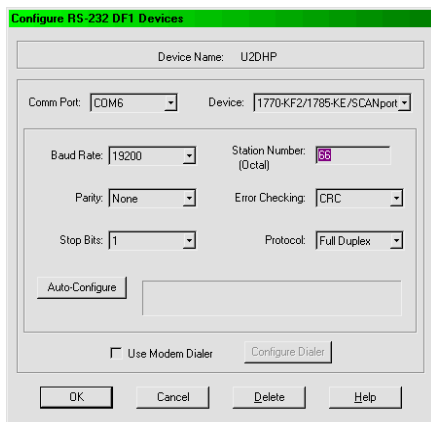 Configure RS-232 DF1 Devices
Device Name: U2DHP
Comm Port: COM6 Device: 1770-KF2/1785-KE/SCANport
Baud Rate: 19200 Station Number: 66
(Octal)
Parity: None Error Checking: CRC
Stop Bits: 1 Protocol: Full Duplex
Auto-Configure
Use Modem Dialer Configure Dialer
OK Cancel Delete Help